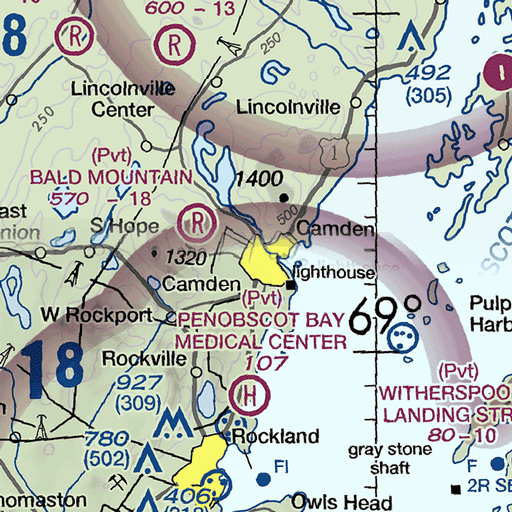 600 - 13
8
R
R
250
492
(305)
I
Lincolnville
Center
Lincolnville
250
1
(Pvt)
BALD MOUNTAIN
570 - 18
1400
500
R
S Hope
Camden
1320
lighthouse
Camden
(Pvt)
W Rockport
PENOBSCOT BAY
MEDICAL CENTER
107
69°
Pulp
Harb
18
Rockville
927
(309)
H
(Pvt)
WITHERSPOO
LANDING STR
80-10
780
(502)
Rockland
gray stone
shaft
Fl
F
2R SE
406
Owls Head